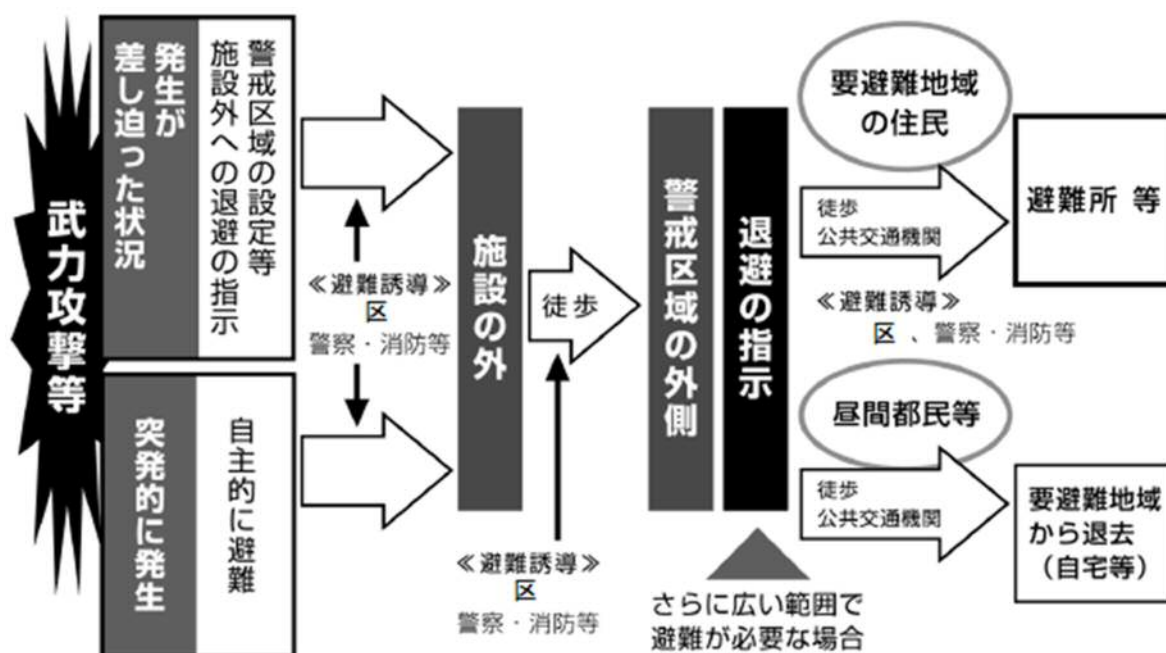 武力攻撃等
発生が
差し迫った状況
警戒区域の設定等
施設外への退避の指示
突発的に発生
自主的に避難
≪避難誘導≫
区
警察・消防等
施設の外
徒歩
≪避難誘導≫
区
警察・消防等
警戒区域の外側
退避の指示
さらに広い範囲で
避難が必要な場合
要避難地域
の住民
徒歩
公共交通機関
≪避難誘導≫
区 、警察・消防等
避難所 等
昼間都民等
徒歩
公共交通機関
要避難地域
から退去
（自宅等）